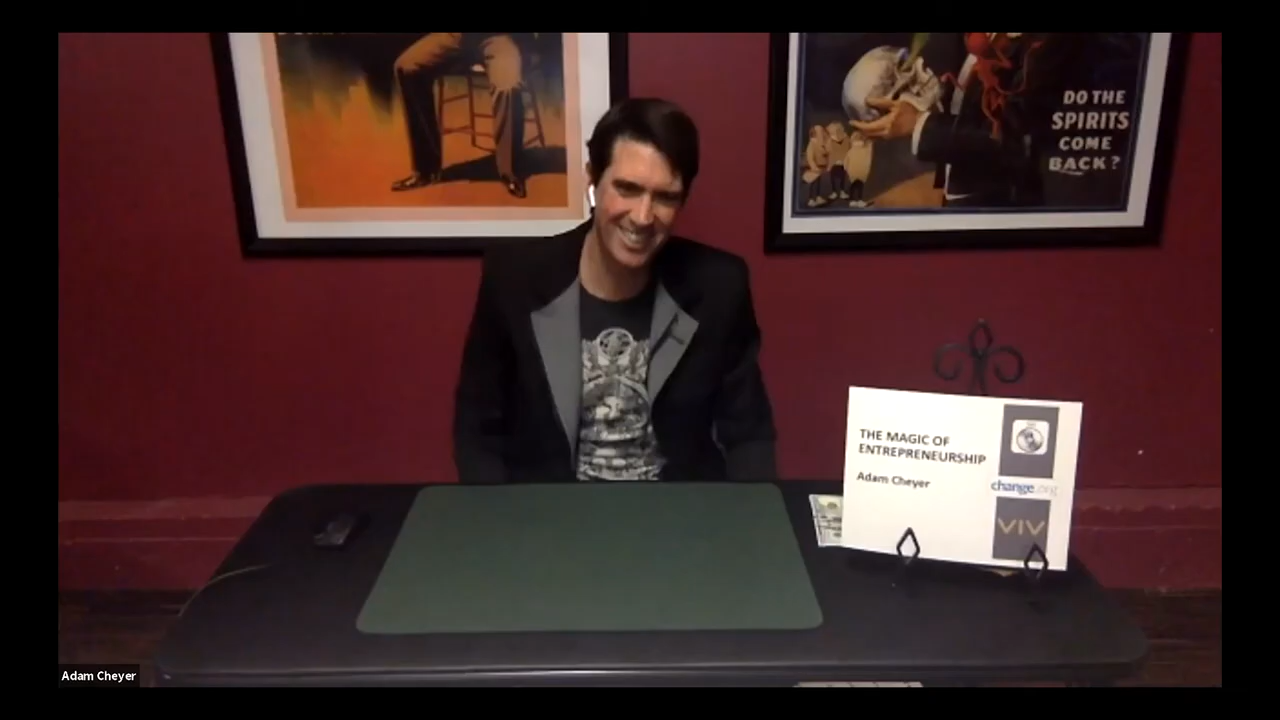 DO THE
SPIRITS
COME
BACK?
THE MAGIC OF
ENTREPRENEURSHIP
Adam Cheyer
change.org
VIV
Adam Cheyer